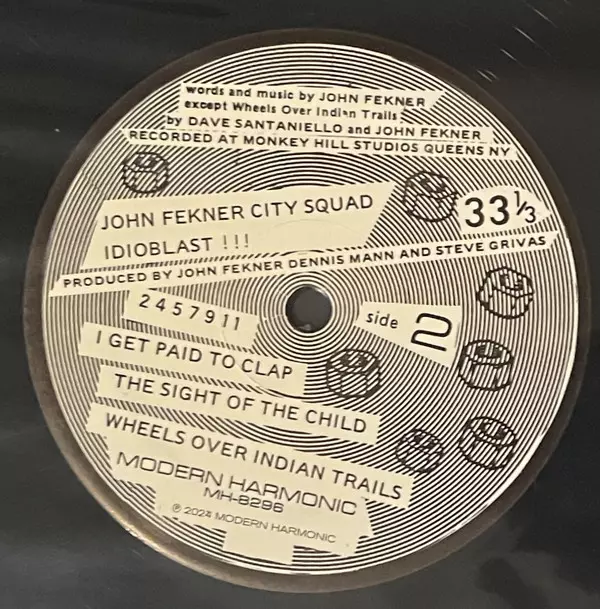 words and music by JOHN FEKNER
except Wheels Over Indian Trails
by DAVE SANTANIELLO and JOHN FEKNER
RECORDED AT MONKEY HILL STUDIOS QUEENS NY
JOHN FEKNER CITY SQUAD
IDIOBLAST !!!
33⅓
PRODUCED BY JOHN FEKNER DENNIS MANN AND STEVE GRIVAS
2457911
side 2
I GET PAID TO CLAP
THE SIGHT OF THE CHILD
WHEELS OVER INDIAN TRAILS
MODERN HARMONIC
MH-8296
℗ 2024 MODERN HARMONIC